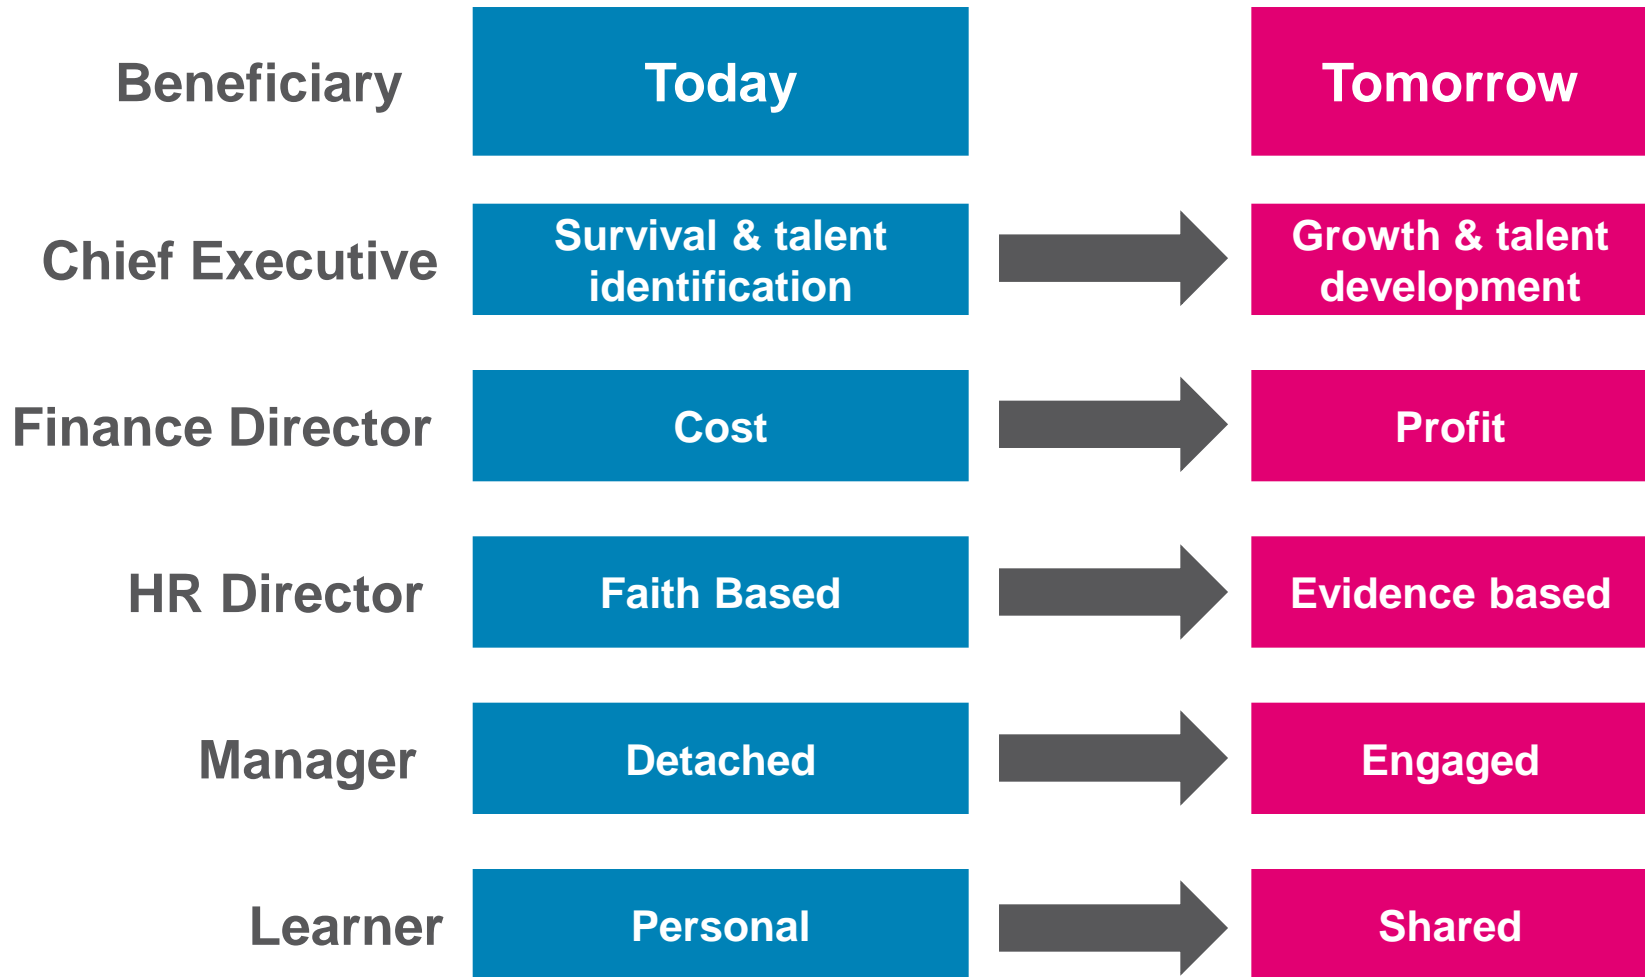 Beneficiary
Today
Tomorrow
Chief Executive
Survival & talent
identification
Growth & talent
development
Finance Director
Cost
Profit
HR Director
Faith Based
Evidence based
Manager
Detached
Engaged
Learner
Personal
Shared